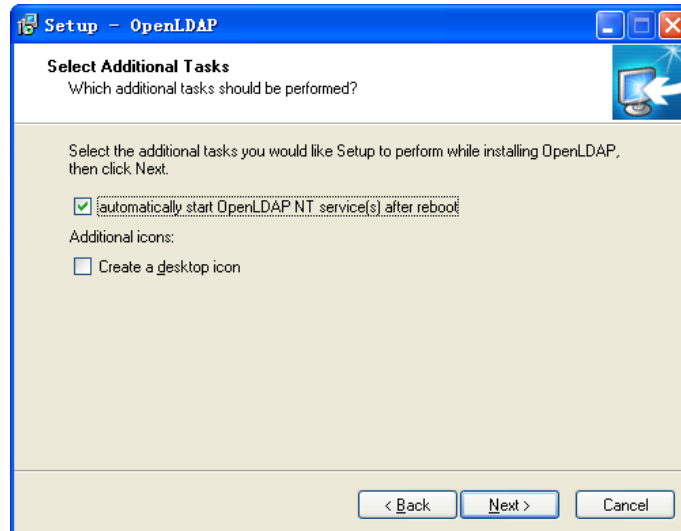 Setup - OpenLDAP
Select Additional Tasks
Which additional tasks should be performed?
Select the additional tasks you would like Setup to perform while installing OpenLDAP,
then click Next.
automatically start OpenLDAP NT service(s) after reboot
Additional icons:
Create a desktop icon
< Back Next > Cancel